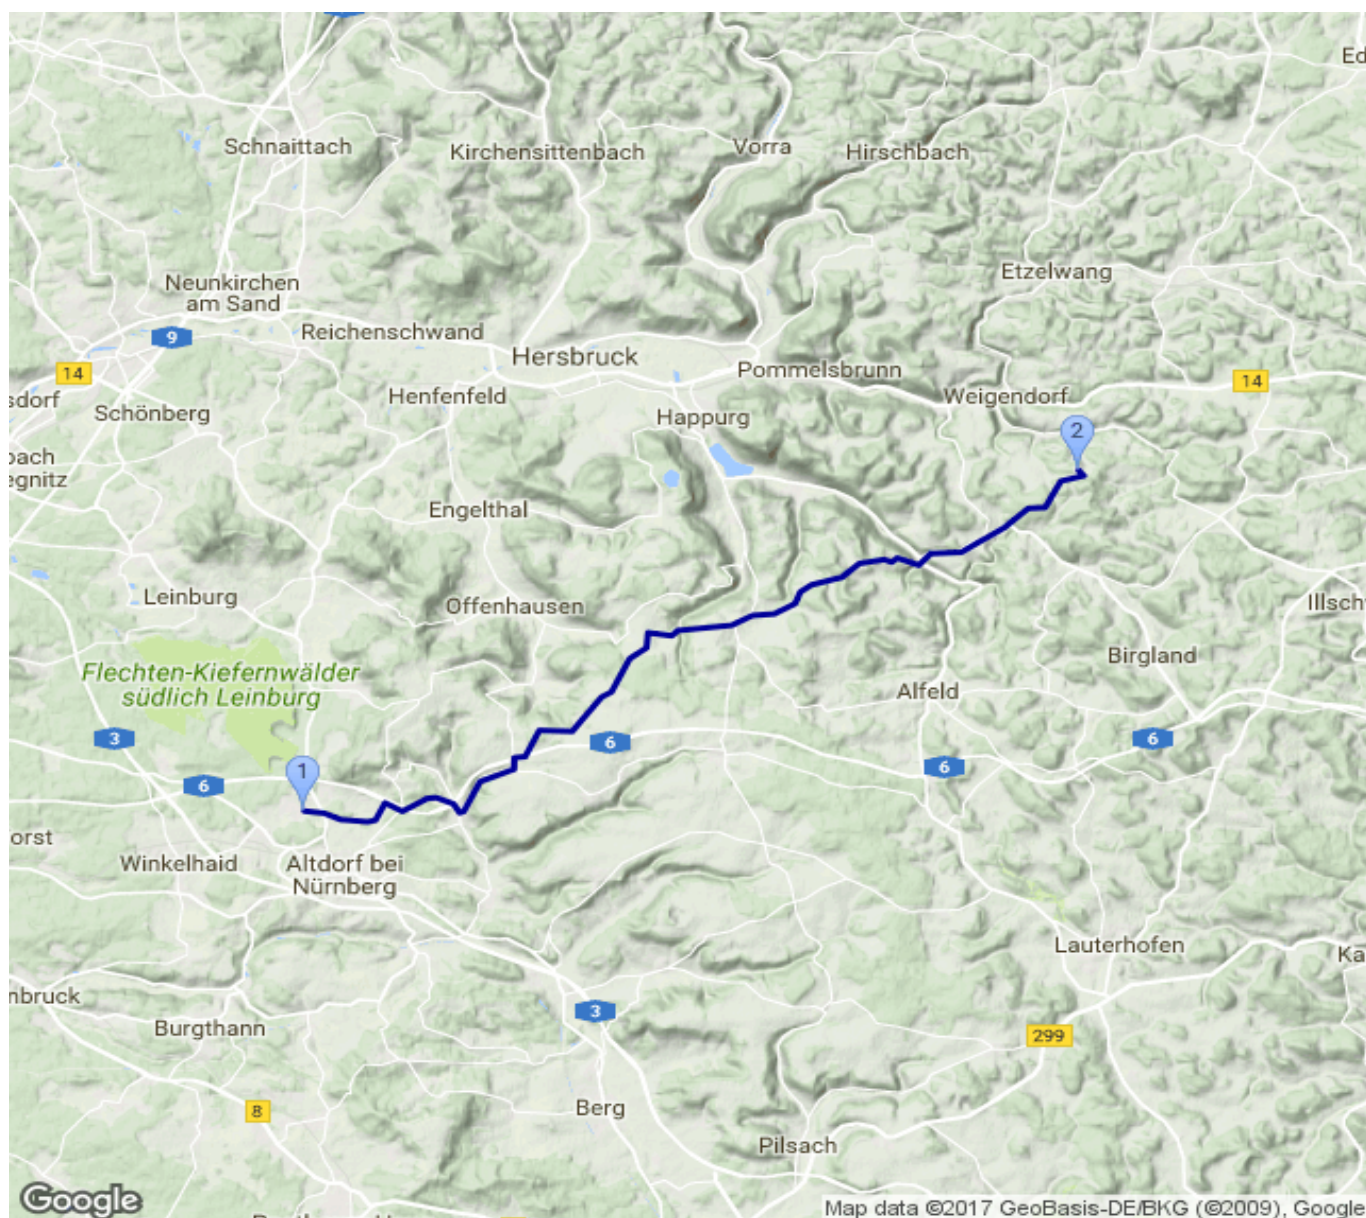 Ed
Schnaittach
Kirchensittenbach
Vorra
Hirschbach
Etzelwang
Neunkirchen
am Sand
Reichenschwand
9
Hersbruck
14
Pommelsbrunn
14
sdorf
Schönberg
Henfenfeld
Weigendorf
Happurg
2
bach
egnitz
Engelthal
Leinburg
Offenhausen
Illsch
Flechten-Kiefernwälder
südlich Leinburg
Birgland
Alfeld
3
6
6
6
1
6
orst
Winkelhaid
Altdorf bei
Nürnberg
Lauterhofen
Ka
nbruck
Burgthann
3
299
8
Berg
Pilsach
Google
Map data ©2017 GeoBasis-DE/BKG (©2009), Google